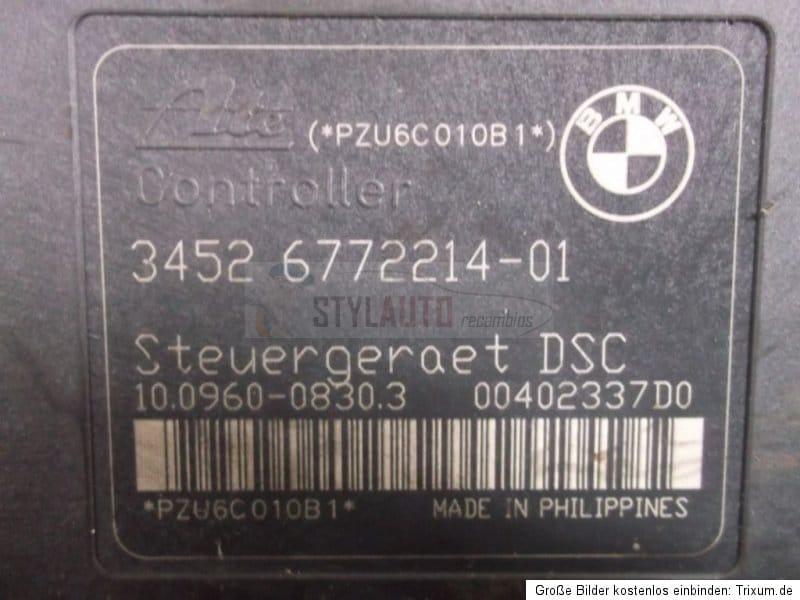 Ate
(*PZU6C010B1*)
BMW
Controller
3452 6772214-01
STYLAUTO recambios
Steuergeraet DSC
10.0960-0830.3 00402337D0
*PZU6C010B1* MADE IN PHILIPPINES
Große Bilder kostenlos einbinden: Trixum.de